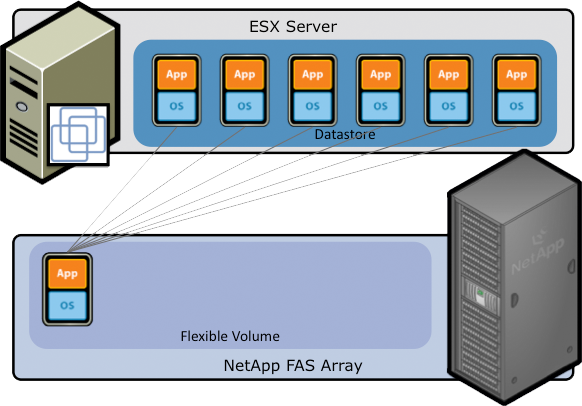 ESX Server
App App App App App App
OS OS OS OS OS OS
Datastore
NetApp
App
OS
Flexible Volume
NetApp FAS Array